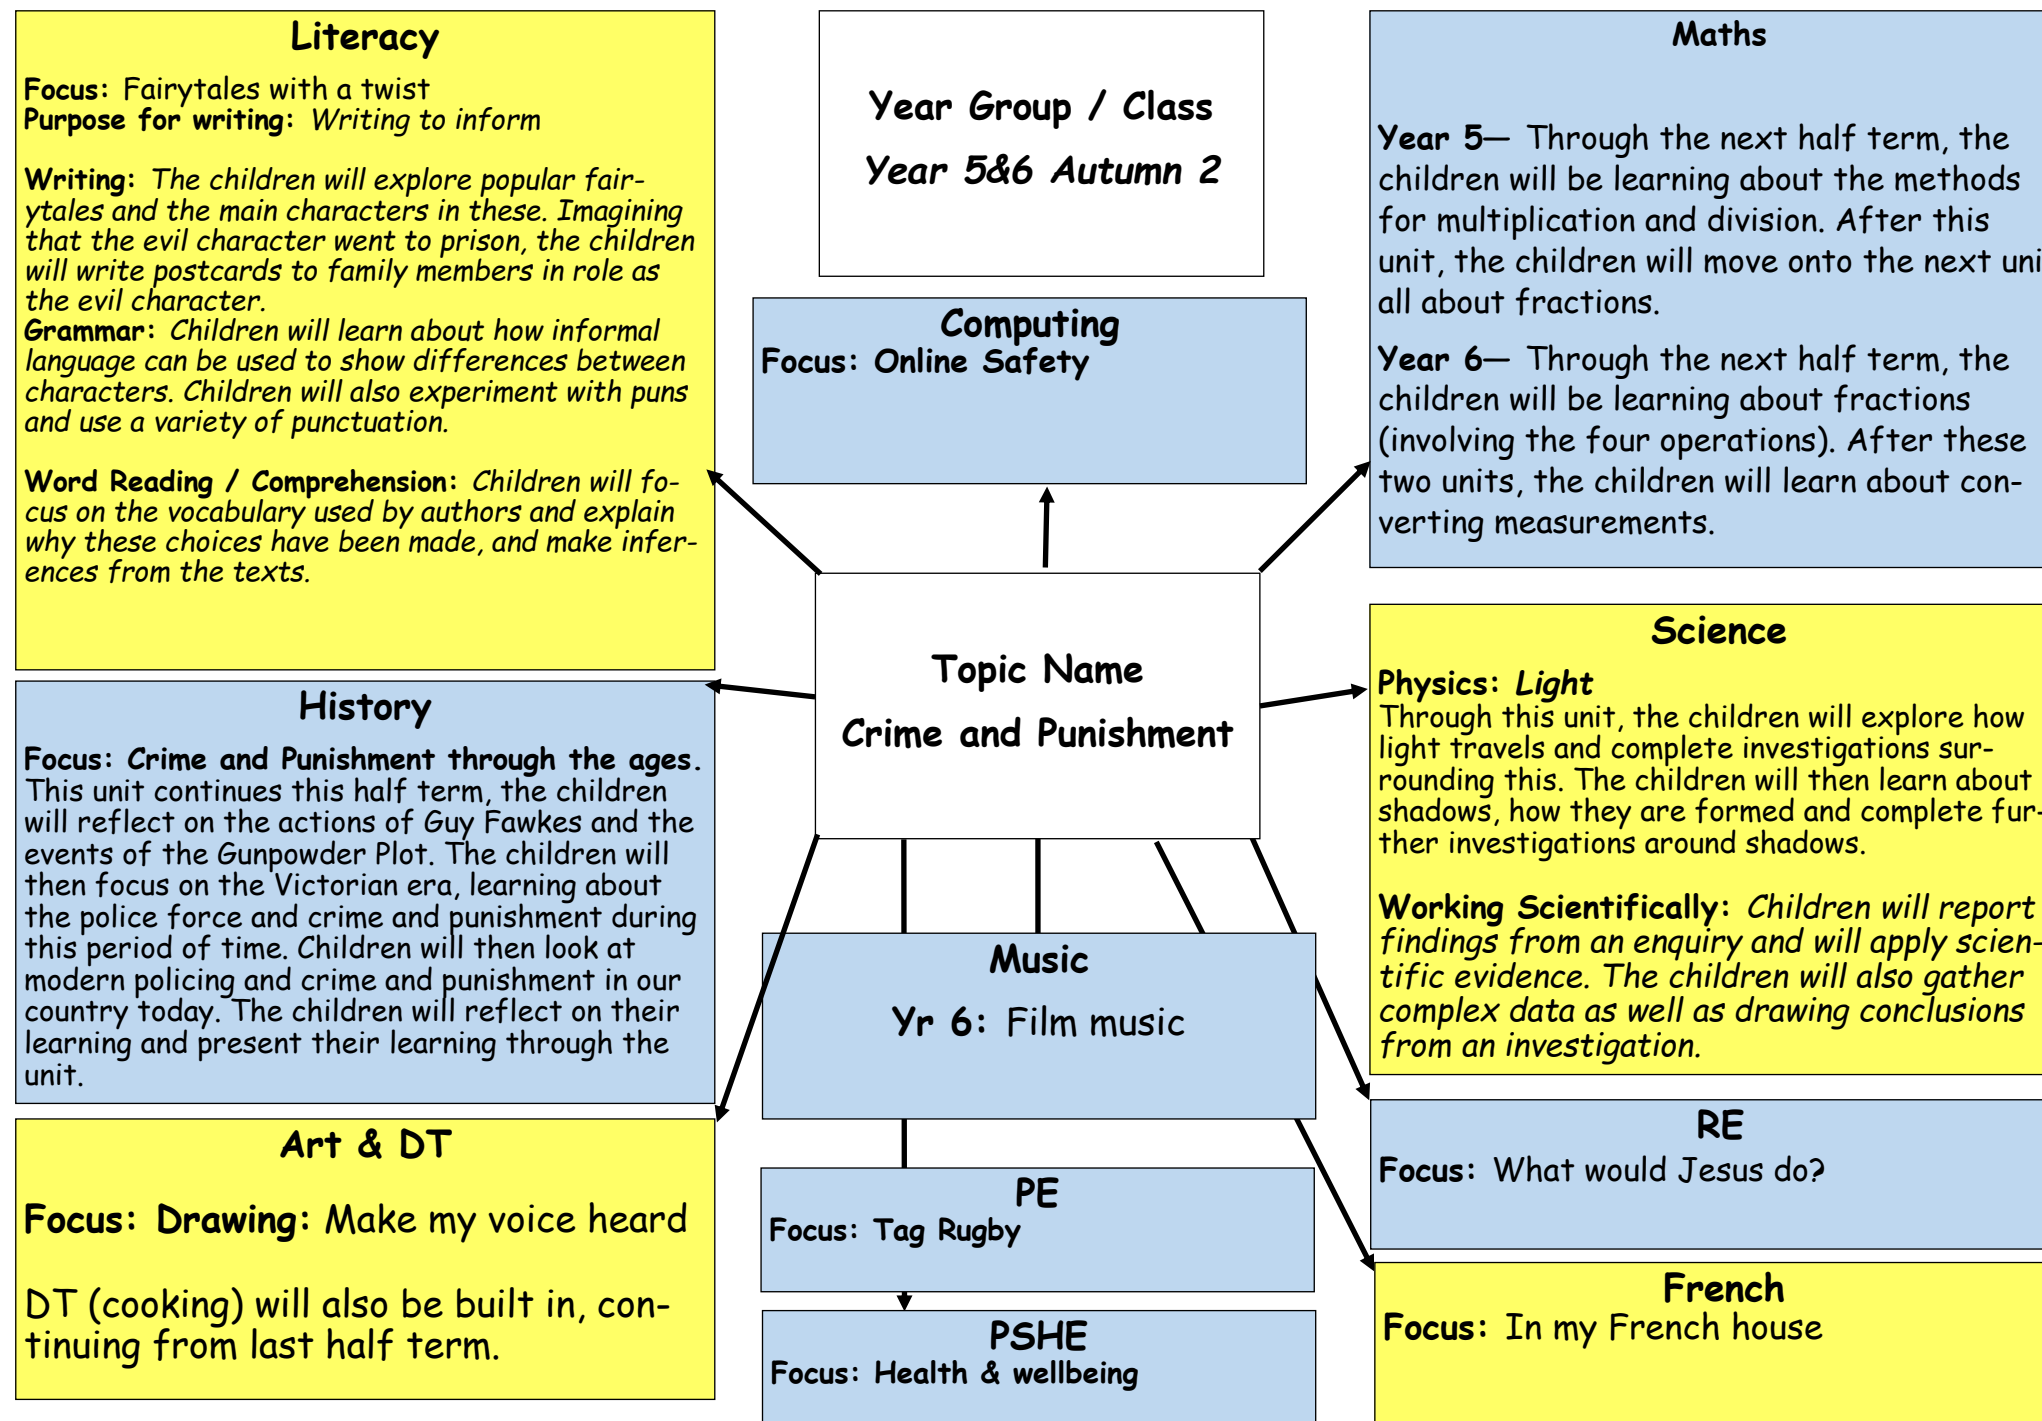 Literacy
Focus: Fairytales with a twist
Purpose for writing: Writing to inform
Writing: The children will explore popular fair-
ytales and the main characters in these. Imagining
that the evil character went to prison, the children
will write postcards to family members in role as
the evil character.
Grammar: Children will learn about how informal
language can be used to show differences between
characters. Children will also experiment with puns
and use a variety of punctuation.
Word Reading / Comprehension: Children will fo-
cus on the vocabulary used by authors and explain
why these choices have been made, and make infer-
ences from the texts.
Year Group / Class
Year 5&6 Autumn 2
Computing
Focus: Online Safety
Maths
Year 5— Through the next half term, the
children will be learning about the methods
for multiplication and division. After this
unit, the children will move onto the next uni
all about fractions.
Year 6— Through the next half term, the
children will be learning about fractions
(involving the four operations). After these
two units, the children will learn about con-
verting measurements.
Topic Name
Crime and Punishment
History
Focus: Crime and Punishment through the ages.
This unit continues this half term, the children
will reflect on the actions of Guy Fawkes and the
events of the Gunpowder Plot. The children will
then focus on the Victorian era, learning about
the police force and crime and punishment during
this period of time. Children will then look at
modern policing and crime and punishment in our
country today. The children will reflect on their
learning and present their learning through the
unit.
Science
Physics: Light
Through this unit, the children will explore how
light travels and complete investigations sur-
rounding this. The children will then learn about
shadows, how they are formed and complete fur-
ther investigations around shadows.
Working Scientifically: Children will report
findings from an enquiry and will apply scien-
tific evidence. The children will also gather
complex data as well as drawing conclusions
from an investigation.
Music
Yr 6: Film music
Art & DT
Focus: Drawing: Make my voice heard
DT (cooking) will also be built in, con-
tinuing from last half term.
PE
Focus: Tag Rugby
PSHE
Focus: Health & wellbeing
RE
Focus: What would Jesus do?
French
Focus: In my French house